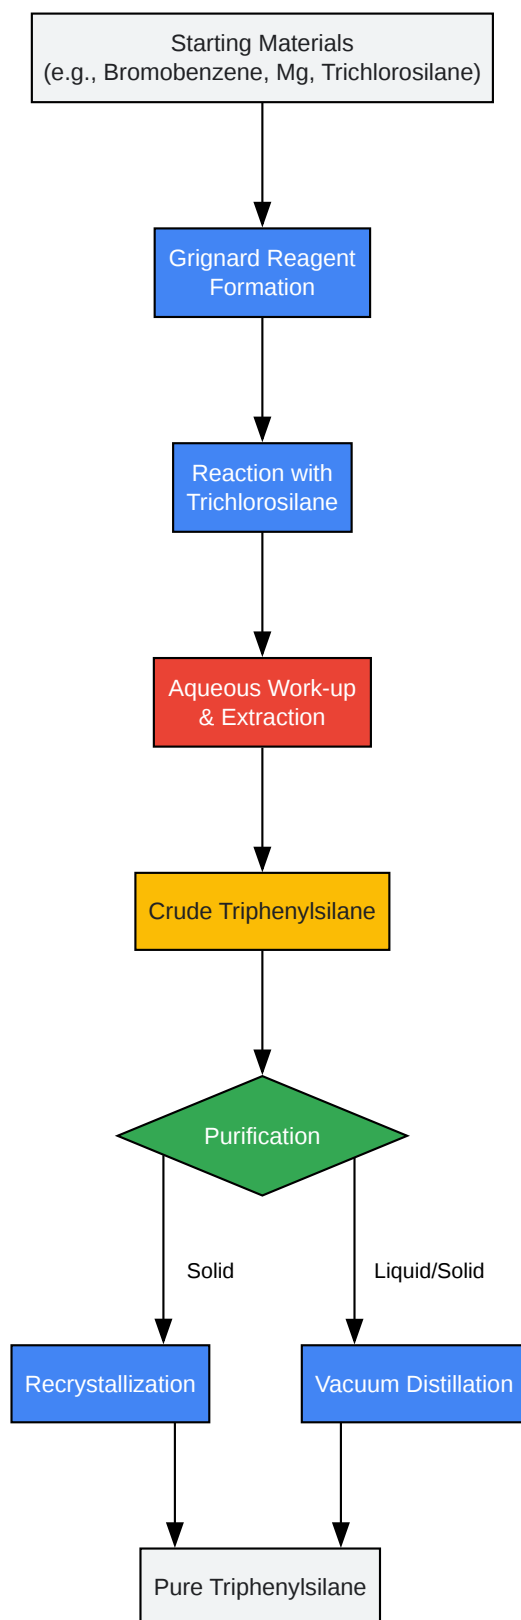 Starting Materials
(e.g., Bromobenzene, Mg, Trichlorosilane)
Grignard Reagent
Formation
Reaction with
Trichlorosilane
Aqueous Work-up
& Extraction
Crude Triphenylsilane
Purification
Solid
Liquid/Solid
Recrystallization
Vacuum Distillation
Pure Triphenylsilane